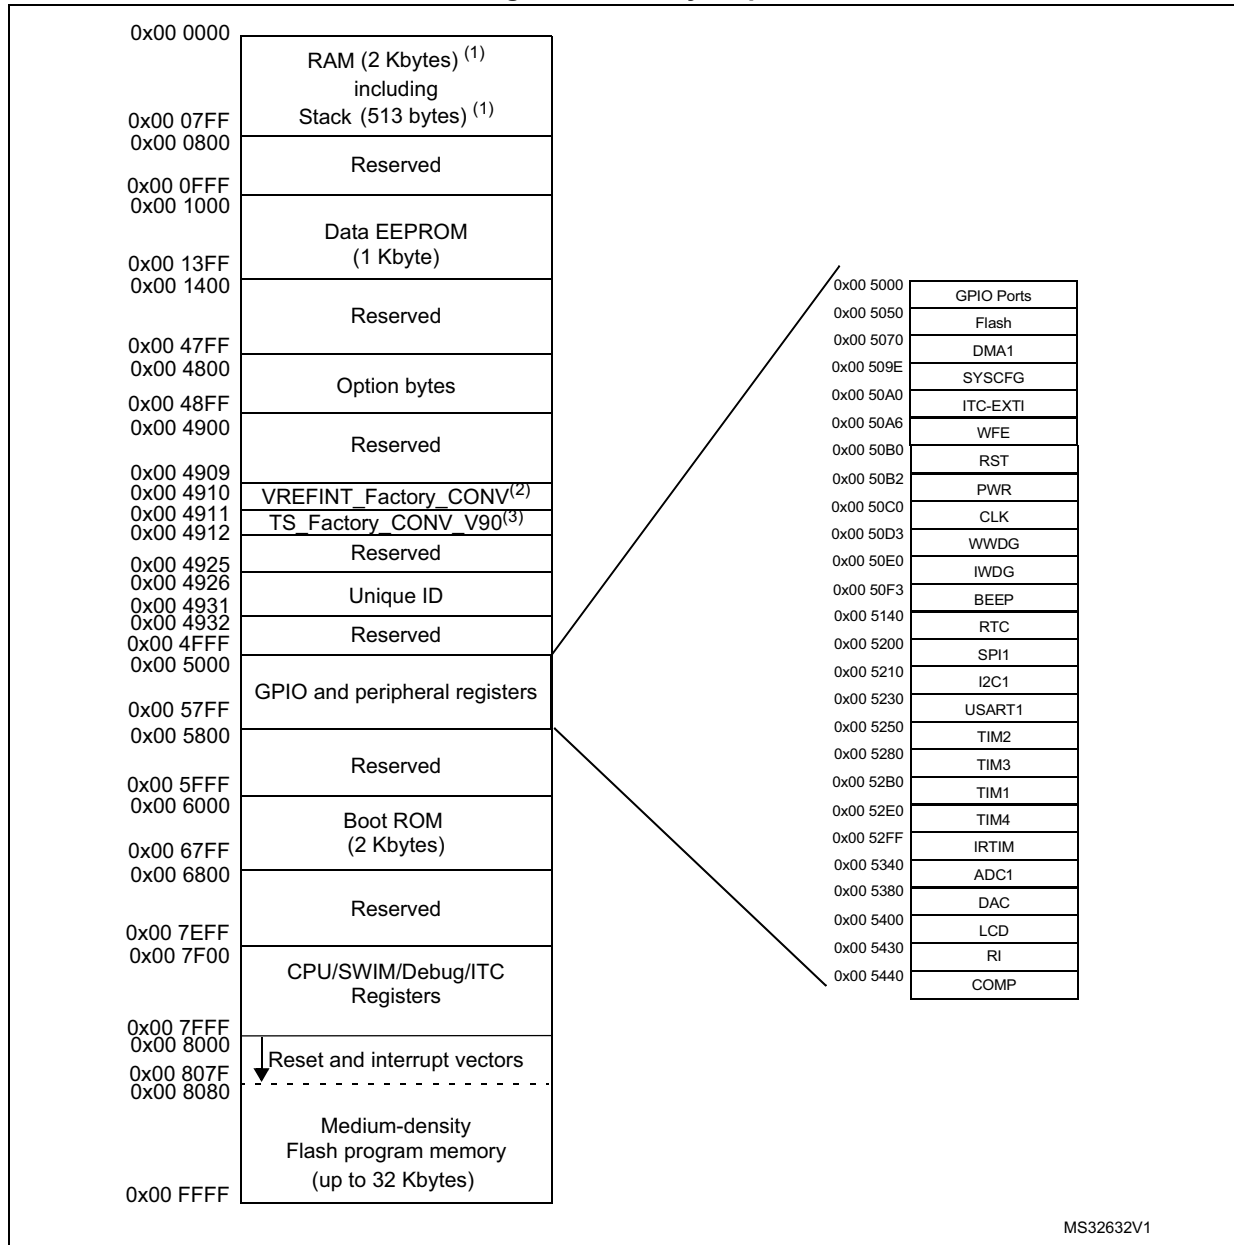 0x00 0000
RAM (2 Kbytes) (1)
including
Stack (513 bytes) (1)
0x00 07FF
0x00 0800
Reserved
0x00 0FFF
0x00 1000
Data EEPROM
(1 Kbyte)
0x00 13FF
0x00 1400
Reserved
0x00 47FF
0x00 4800
Option bytes
0x00 48FF
0x00 4900
Reserved
0x00 4909
0x00 4910
VREFINT_Factory_CONV(2)
0x00 4911
TS_Factory_CONV_V90(3)
0x00 4912
Reserved
0x00 4925
0x00 4926
Unique ID
0x00 4931
0x00 4932
Reserved
0x00 4FFF
0x00 5000
GPIO and peripheral registers
0x00 57FF
0x00 5800
Reserved
0x00 5FFF
0x00 6000
Boot ROM
(2 Kbytes)
0x00 67FF
0x00 6800
Reserved
0x00 7EFF
0x00 7F00
CPU/SWIM/Debug/ITC
Registers
0x00 7FFF
0x00 8000
Reset and interrupt vectors
0x00 807F
0x00 8080
Medium-density
Flash program memory
(up to 32 Kbytes)
0x00 FFFF
0x00 5000
GPIO Ports
0x00 5050
Flash
0x00 5070
DMA1
0x00 509E
SYSCFG
0x00 50A0
ITC-EXTI
0x00 50A6
WFE
0x00 50B0
RST
0x00 50B2
PWR
0x00 50C0
CLK
0x00 50D3
WWDG
0x00 50E0
IWDG
0x00 50F3
BEEP
0x00 5140
RTC
0x00 5200
SPI1
0x00 5210
I2C1
0x00 5230
USART1
0x00 5250
TIM2
0x00 5280
TIM3
0x00 52B0
TIM1
0x00 52E0
TIM4
0x00 52FF
IRTIM
0x00 5340
ADC1
0x00 5380
DAC
0x00 5400
LCD
0x00 5430
RI
0x00 5440
COMP
MS32632V1